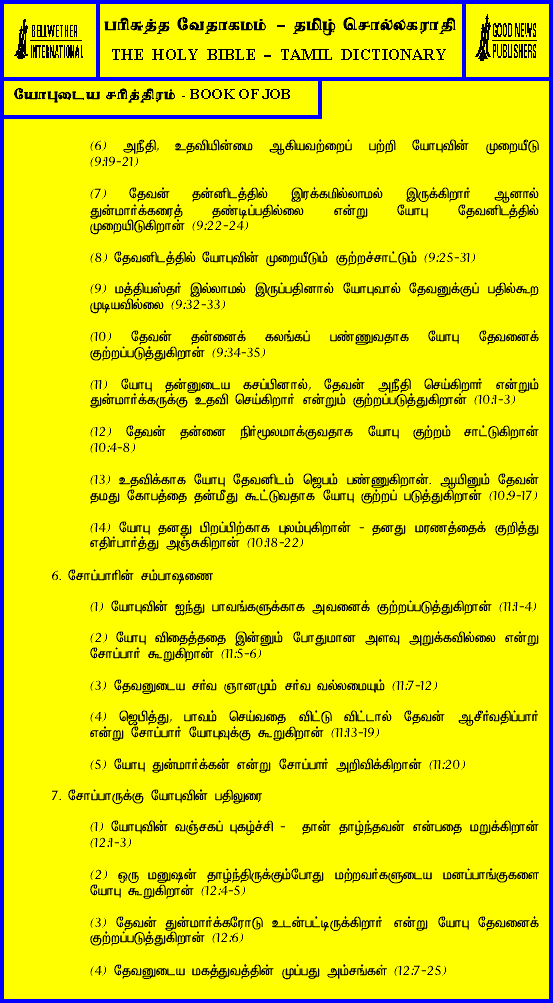 BELLWETHER
INTERNATIONAL
பரிசுத்த வேதாகமம் – தமிழ் சொல்லகராதி
THE HOLY BIBLE – TAMIL DICTIONARY
GOOD NEWS
PUBLISHERS
யோபுடைய சரித்திரம் - BOOK OF JOB
(6) அநீதி, உதவியின்மை ஆகியவற்றைப் பற்றி யோபுவின் முறையீடு
(9:19-21)
(7) தேவன் தன்னிடத்தில் இரக்கமில்லாமல் இருக்கிறார் ஆனால்
துன்மார்க்கரைத் தண்டிப்பதில்லை என்று யோபு தேவனிடத்தில்
முறையிடுகிறான் (9:22-24)
(8) தேவனிடத்தில் யோபுவின் முறையீடும் குற்றச்சாட்டும் (9:25-31)
(9) மத்தியஸ்தர் இல்லாமல் இருப்பதினால் யோபுவால் தேவனுக்குப் பதில்கூற
முடியவில்லை (9:32-33)
(10) தேவன் தன்னைக் கலங்கப் பண்ணுவதாக யோபு தேவனைக்
குற்றப்படுத்துகிறான் (9:34-35)
(11) யோபு தன்னுடைய கசப்பினால், தேவன் அநீதி செய்கிறார் என்றும்
துன்மார்க்கருக்கு உதவி செய்கிறார் என்றும் குற்றப்படுத்துகிறான் (10:1-3)
(12) தேவன் தன்னை நிர்மூலமாக்குவதாக யோபு குற்றம் சாட்டுகிறான்
(10:4-8)
(13) உதவிக்காக யோபு தேவனிடம் ஜெபம் பண்ணுகிறான். ஆயினும் தேவன்
தமது கோபத்தை தன்மீது கூட்டுவதாக யோபு குற்றப் படுத்துகிறான் (10:9-17)
(14) யோபு தனது பிறப்பிற்காக புலம்புகிறான் - தனது மரணத்தைக் குறித்து
எதிர்பார்த்து அஞ்சுகிறான் (10:18-22)
6. சோப்பாரின் சம்பாஷணை
(1) யோபுவின் ஐந்து பாவங்களுக்காக அவனைக் குற்றப்படுத்துகிறான் (11:1-4)
(2) யோபு விதைத்ததை இன்னும் போதுமான அளவு அறுக்கவில்லை என்று
சோப்பார் கூறுகிறான் (11:5-6)
(3) தேவனுடைய சர்வ ஞானமும் சர்வ வல்லமையும் (11:7-12)
(4) ஜெபித்து, பாவம் செய்வதை விட்டு விட்டால் தேவன் ஆசீர்வதிப்பார்
என்று சோப்பார் யோபுவுக்கு கூறுகிறான் (11:13-19)
(5) யோபு துன்மார்க்கன் என்று சோப்பார் அறிவிக்கிறான் (11:20)
7. சோப்பாருக்கு யோபுவின் பதிலுரை
(1) யோபுவின் வஞ்சகப் புகழ்ச்சி - தான் தாழ்ந்தவன் என்பதை மறுக்கிறான்
(12:1-3)
(2) ஒரு மனுஷன் தாழ்ந்திருக்கும்போது மற்றவர்களுடைய மனப்பாங்குகளை
யோபு கூறுகிறான் (12:4-5)
(3) தேவன் துன்மார்க்கரோடு உடன்பட்டிருக்கிறார் என்று யோபு தேவனைக்
குற்றப்படுத்துகிறான் (12:6)
(4) தேவனுடைய மகத்துவத்தின் முப்பது அம்சங்கள் (12:7-25)